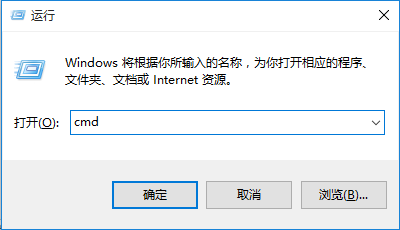 运行
Windows 将根据你所输入的名称，为你打开相应的程序、
文件夹、文档或 Internet 资源。
打开(O): cmd
确定 取消 浏览(B)...